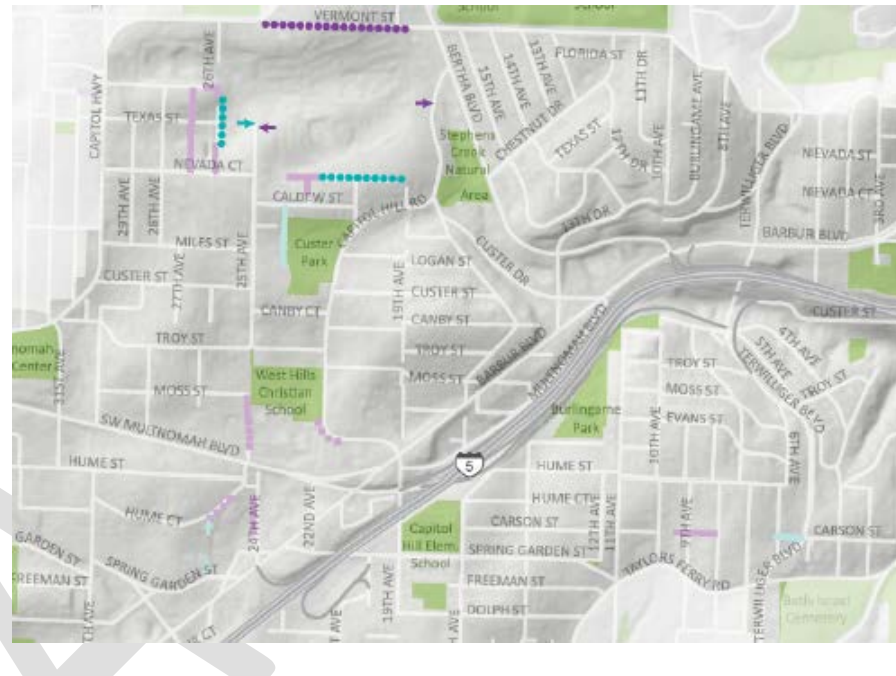 School
School
VERMONT ST
FLORIDA ST
13TH AVE
14TH AVE
15TH AVE
BERTHA BLVD
11TH DR
26TH AVE
CAPITOL HWY
TEXAS ST
CHESTNUT DR
TEXAS ST
12TH DR
10TH AVE
BURLINGAME AVE
8TH AVE
TERWILLIGER BLVD
Stephens
Creek
Natural
Area
NEVADA ST
NEVADA CT
NEVADA CT
3RD AVE
CALDEW ST
CAPITOL HILL RD
13TH DR
BARBUR BLVD
29TH AVE
28TH AVE
MILES ST
25TH AVE
Custer
Park
LOGAN ST
CUSTER DR
CUSTER ST
27TH AVE
19TH AVE
CUSTER ST
CANBY CT
CANBY ST
CUSTER ST
TROY ST
TROY ST
BARBUR BLVD
MULTNOMAH BLVD
4TH AVE
5TH AVE
TERWILLIGER BLVD
TROY ST
TROY ST
nomah
Center
31ST AVE
MOSS ST
West Hills
Christian
School
MOSS ST
MOSS ST
Burlingame
Park
EVANS ST
10TH AVE
6TH AVE
SW MULTNOMAH BLVD
HUME ST
5
HUME ST
HUME CT
HUME CT
24TH AVE
22ND AVE
Capitol
Hill Elem.
School
CARSON ST
12TH AVE
11TH AVE
9TH AVE
CARSON ST
GARDEN ST
SPRING GARDEN ST
SPRING GARDEN ST
TAYLORS FERRY RD
TERWILLIGER BLVD
FREEMAN ST
19TH AVE
FREEMAN ST
DOLPH ST
Cemetery
TH AVE
T AVE
CT